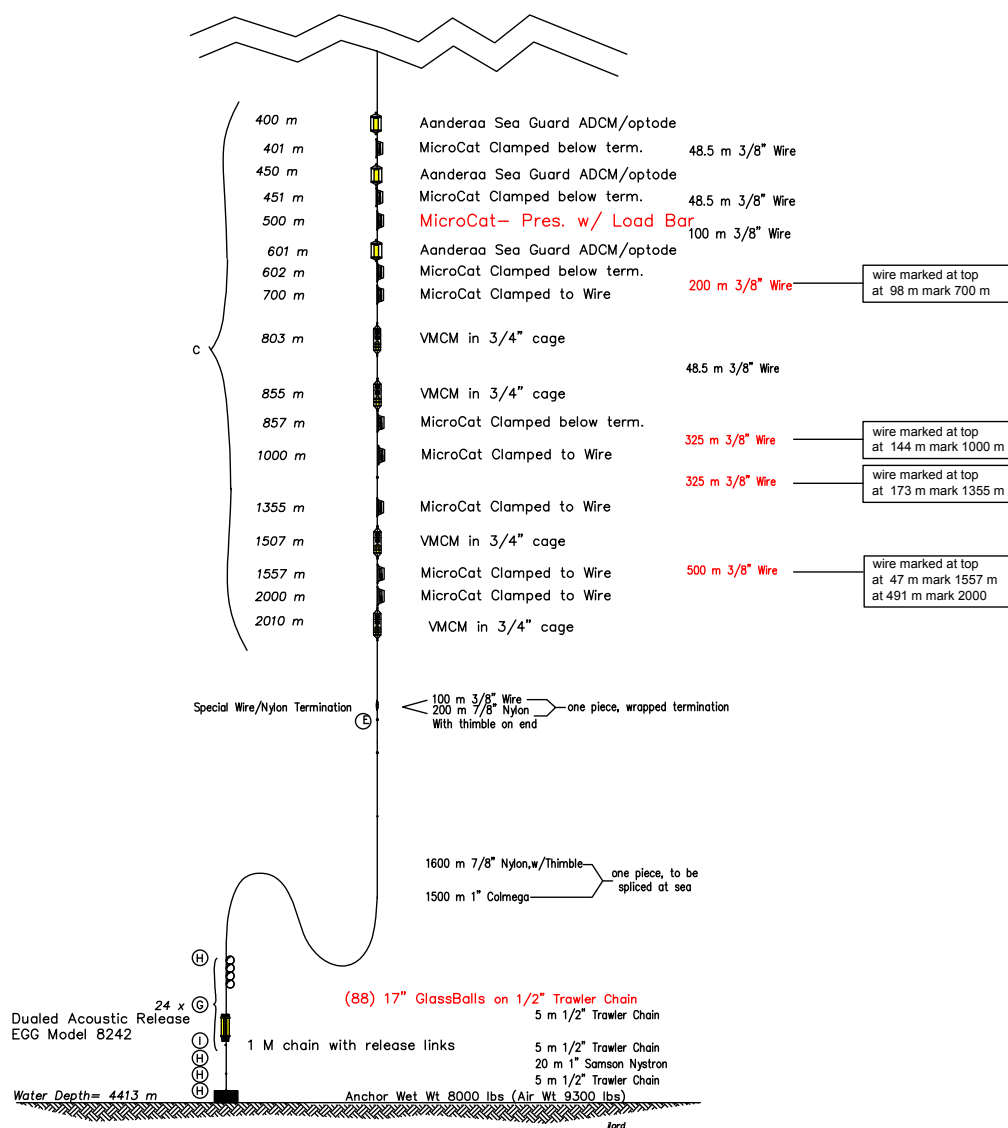 400 m Aanderaa Sea Guard ADCM/optode
401 m MicroCat Clamped below term. 48.5 m 3/8" Wire
450 m Aanderaa Sea Guard ADCM/optode
451 m MicroCat Clamped below term. 48.5 m 3/8" Wire
500 m MicroCat– Pres. w/ Load Bar 100 m 3/8" Wire
601 m Aanderaa Sea Guard ADCM/optode
602 m MicroCat Clamped below term.
200 m 3/8" Wire wire marked at top
at 98 m mark 700 m
700 m MicroCat Clamped to Wire
803 m VMCM in 3/4" cage
C
48.5 m 3/8" Wire
855 m VMCM in 3/4" cage
857 m MicroCat Clamped below term.
325 m 3/8" Wire wire marked at top
at 144 m mark 1000 m
1000 m MicroCat Clamped to Wire
325 m 3/8" Wire wire marked at top
at 173 m mark 1355 m
1355 m MicroCat Clamped to Wire
1507 m VMCM in 3/4" cage
1557 m MicroCat Clamped to Wire 500 m 3/8" Wire wire marked at top
at 47 m mark 1557 m
at 491 m mark 2000
2000 m MicroCat Clamped to Wire
2010 m VMCM in 3/4" cage
Special Wire/Nylon Termination
100 m 3/8" Wire
200 m 7/8" Nylon
With thimble on end
one piece, wrapped termination
E
1600 m 7/8" Nylon,w/Thimble
1500 m 1" Colmega
one piece, to be
spliced at sea
H
24 x G
(88) 17" GlassBalls on 1/2" Trawler Chain
5 m 1/2" Trawler Chain
Dualed Acoustic Release
EGG Model 8242
I 1 M chain with release links 5 m 1/2" Trawler Chain
H 20 m 1" Samson Nystron
5 m 1/2" Trawler Chain
H
Water Depth= 4413 m Anchor Wet Wt 8000 lbs (Air Wt 9300 lbs)
lord